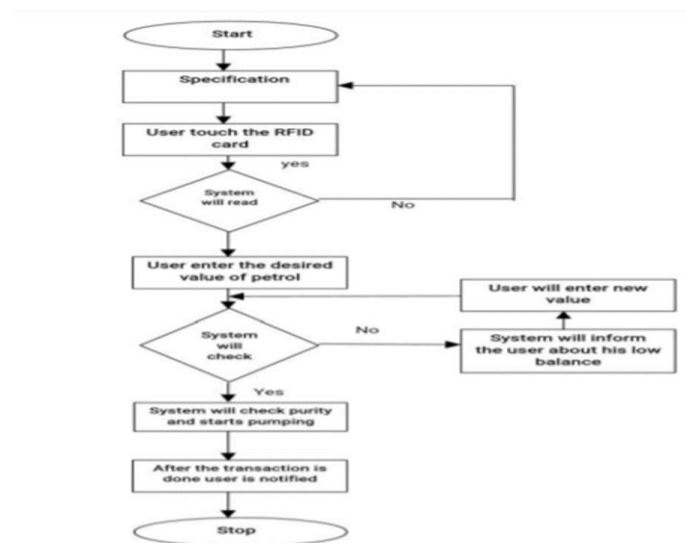 Start
Specification
User touch the RFID
card
yes
System
will read
No
User enter the desired
value of petrol
User will enter new
value
System
will
check
No
System will inform
the user about his low
balance
Yes
System will check purity
and starts pumping
After the transaction is
done user is notified
Stop